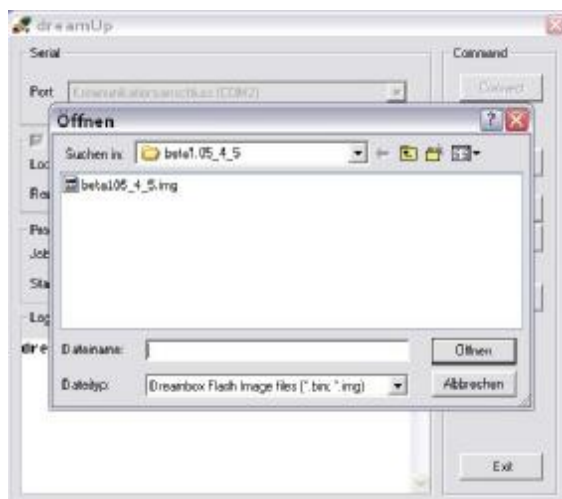 dreamUp
Serial
Command
Port Kommunikationsanschluss (COM2)
Connect
Öffnen
Suchen in: beta1.05_4_5
beta105_4_5.img
Dateiname:
Öffnen
Dateityp: Dreambox Flash Image files (*.bin; *.img)
Abbrechen
Exit